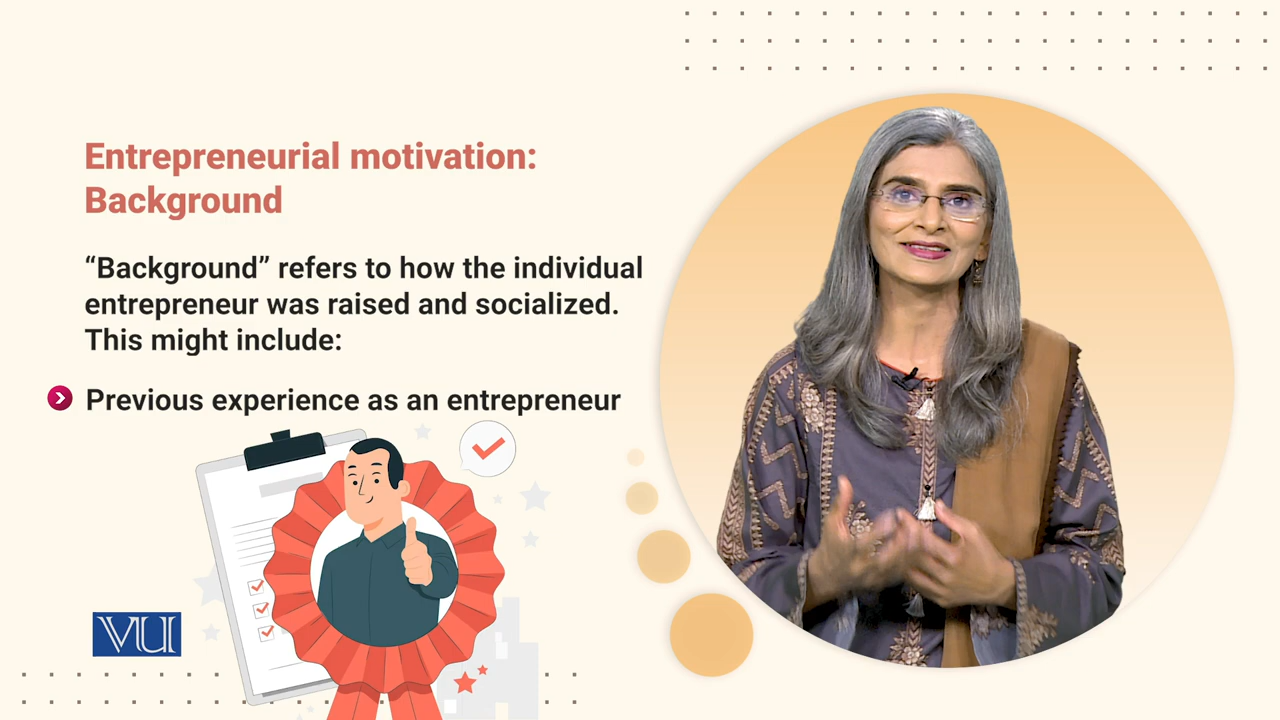 Entrepreneurial motivation:
Background
“Background” refers to how the individual
entrepreneur was raised and socialized.
This might include:
Previous experience as an entrepreneur
VU